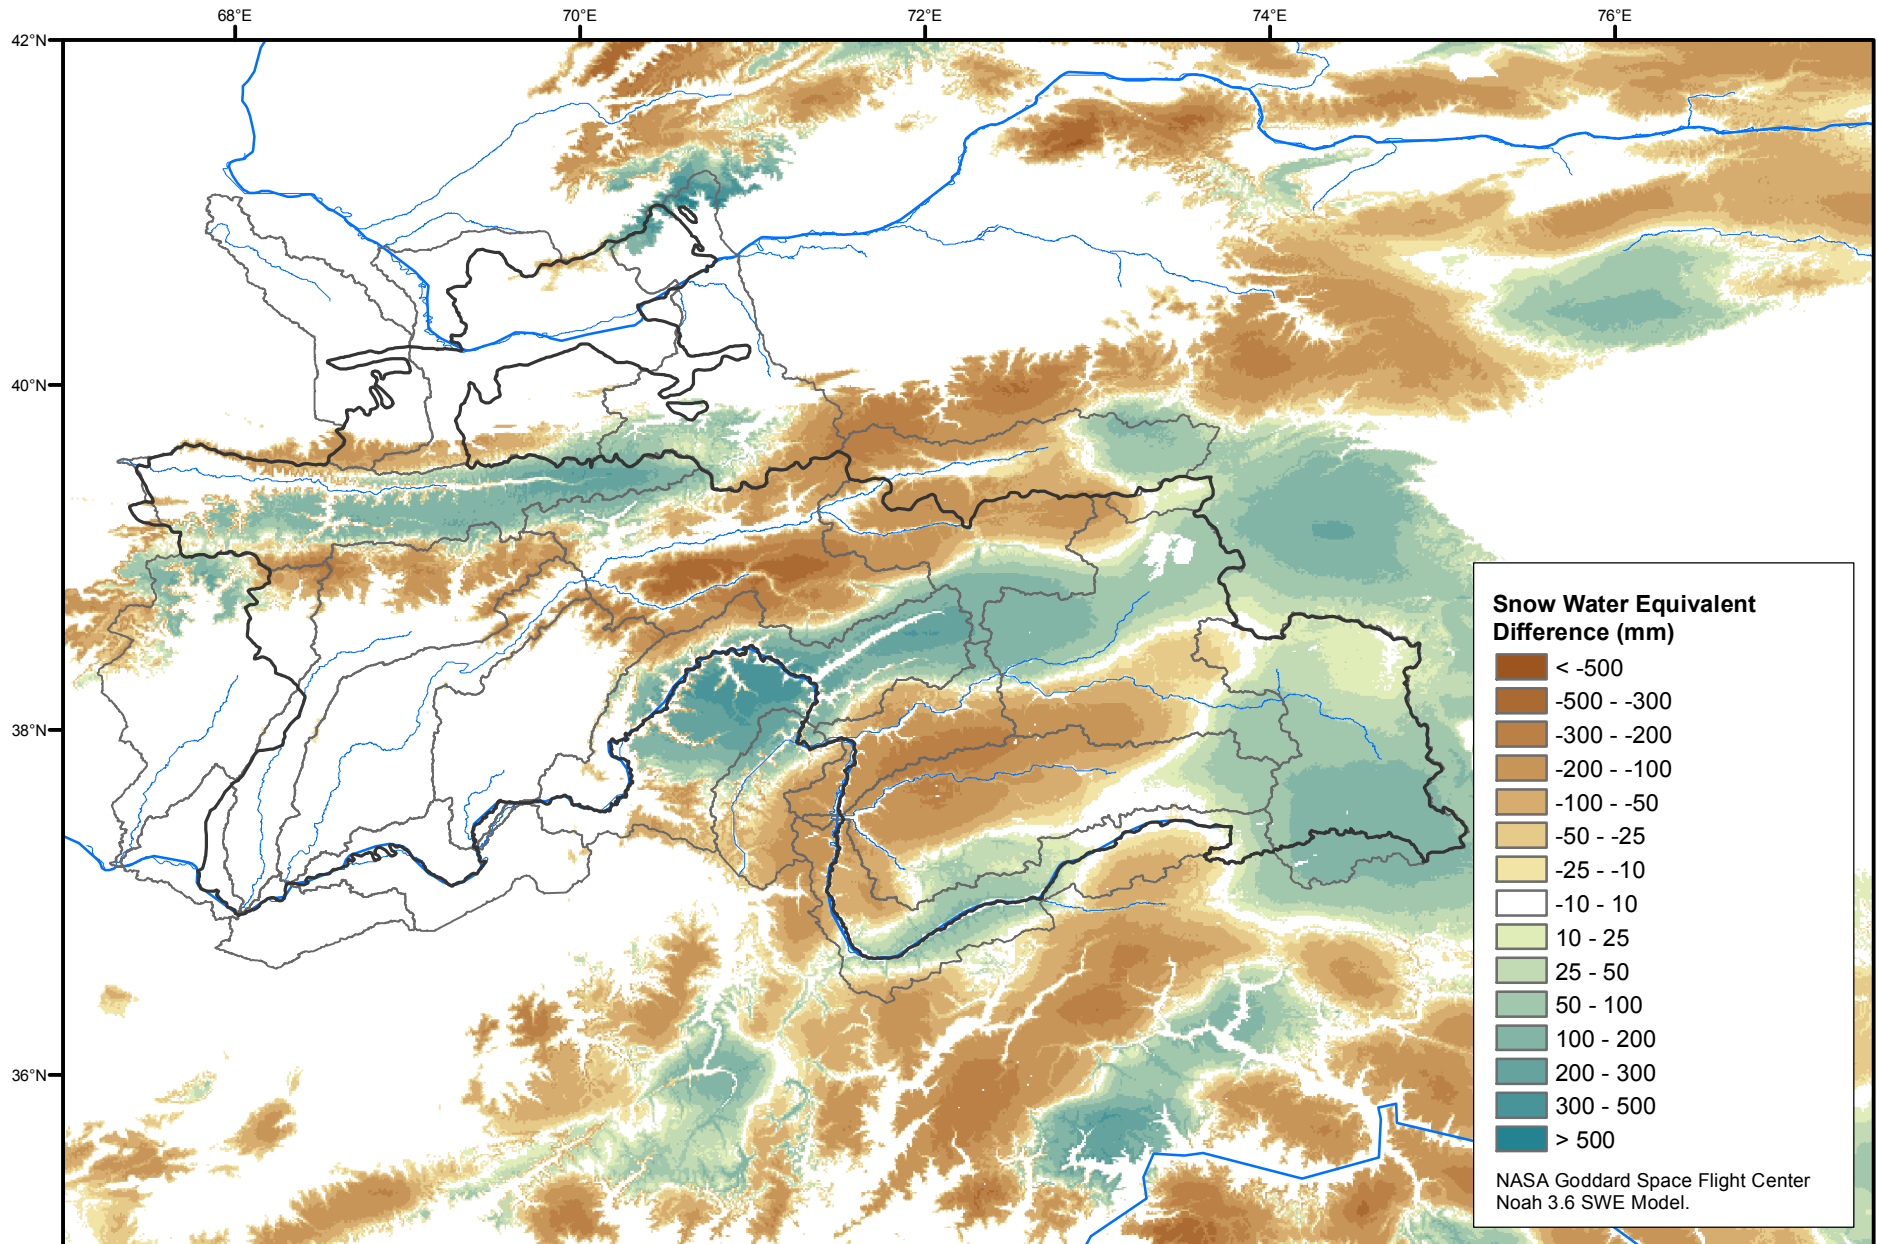 68°E
70°E
72°E
74°E
76°E
42°N
40°N
38°N
36°N
Snow Water Equivalent
Difference (mm)
< -500
-500 - -300
-300 - -200
-200 - -100
-100 - -50
-50 - -25
-25 - -10
-10 - 10
10 - 25
25 - 50
50 - 100
100 - 200
200 - 300
300 - 500
> 500
NASA Goddard Space Flight Center
Noah 3.6 SWE Model.